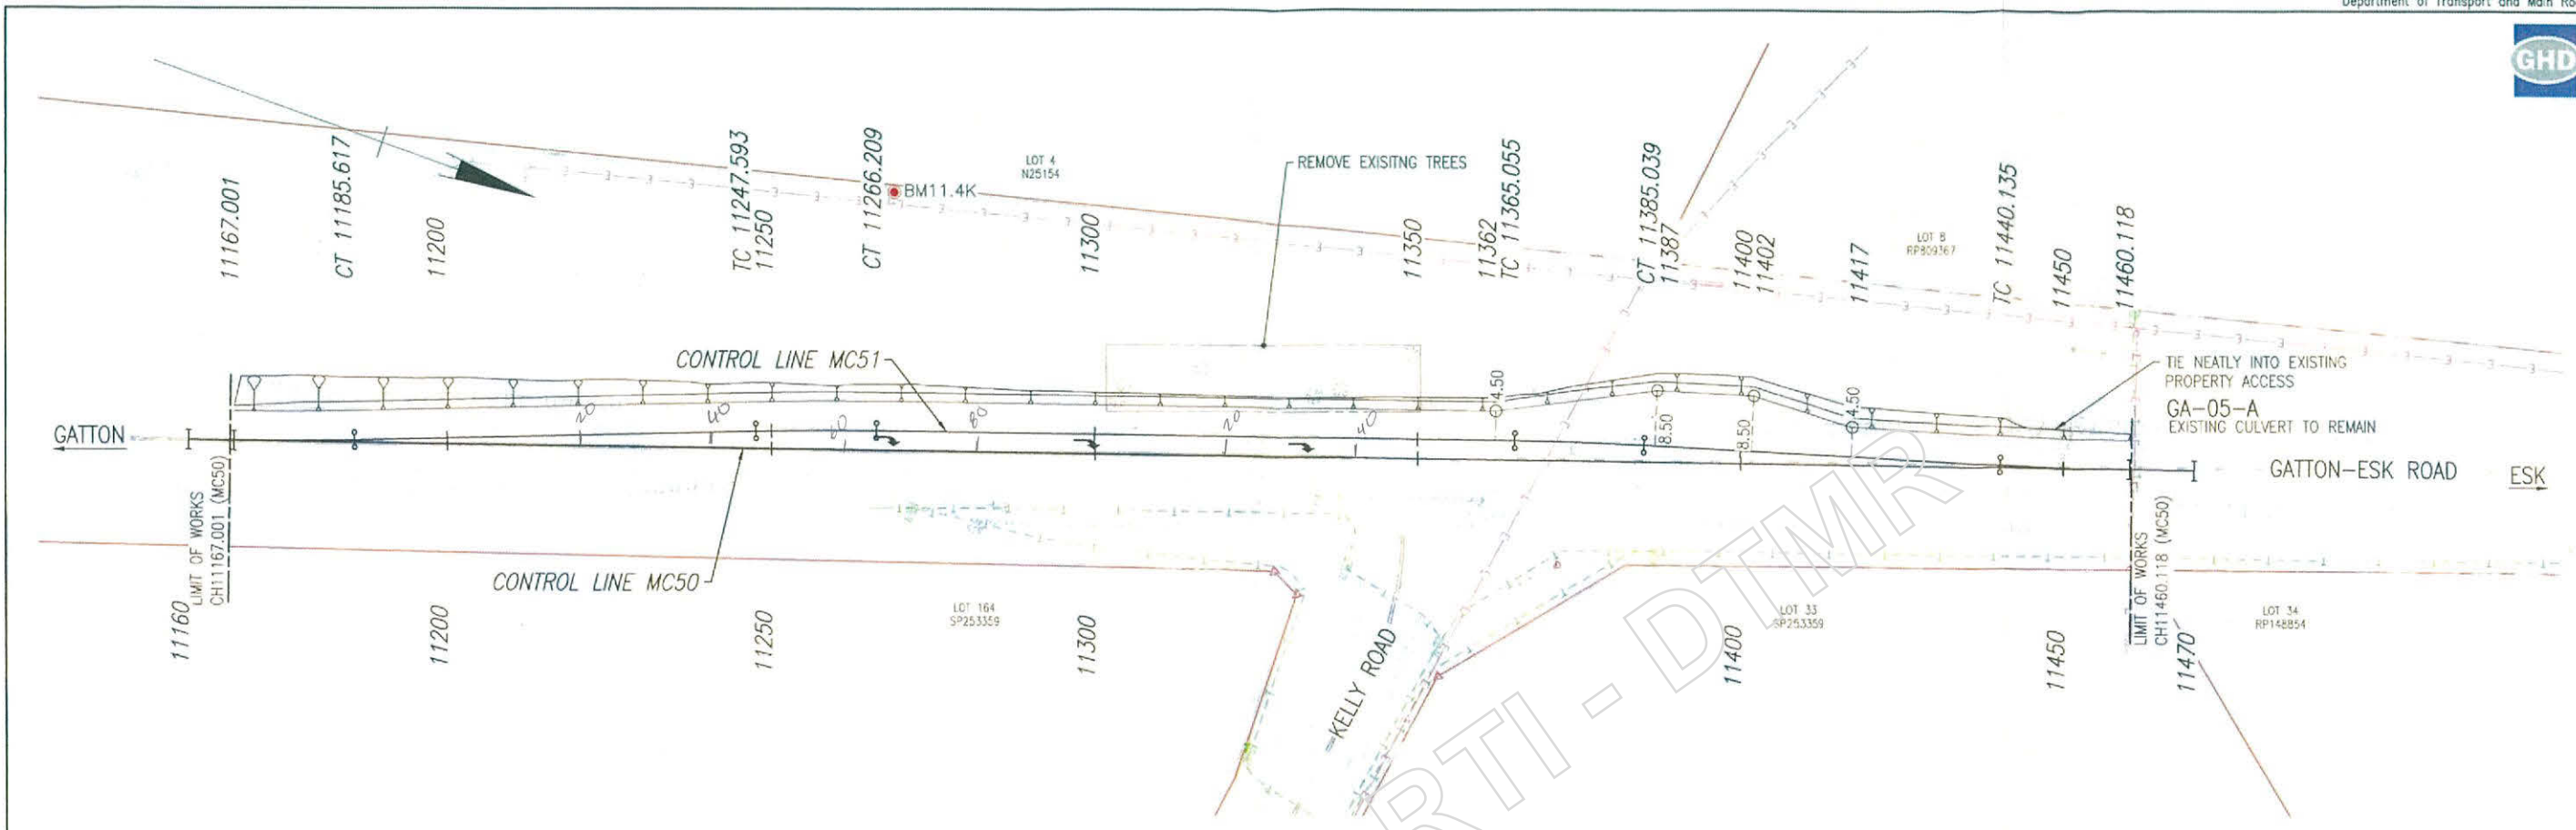 Department of Transport and Main
GHD
11167.001
CT 11185.617
11200
TC 11247.593
11250
CT 11266.209
BM11.4K
LOT 4
N25154
11300
REMOVE EXISITNG TREES
11350
11362
TC 11365.055
CT 11385.039
11387
11400
11402
11417
LOT 8
RP809367
TC 11440.135
11450
11460.118
CONTROL LINE MC51
4.50
8.50
8.50
4.50
TIE NEATLY INTO EXISTING
PROPERTY ACCESS
GA-05-A
EXISTING CULVERT TO REMAIN
20
40
60
80
20
40
GATTON
GATTON-ESK ROAD
ESK
LIMIT OF WORKS
CH11167.001 (MC50)
CONTROL LINE MC50
LOT 164
SP253359
KELLY ROAD
LOT 33
SP253359
LIMIT OF WORKS
CH11460.118 (MC50)
LOT 34
RP148854
11160
11200
11250
11300
11400
11450
11470
RTI - DTMR